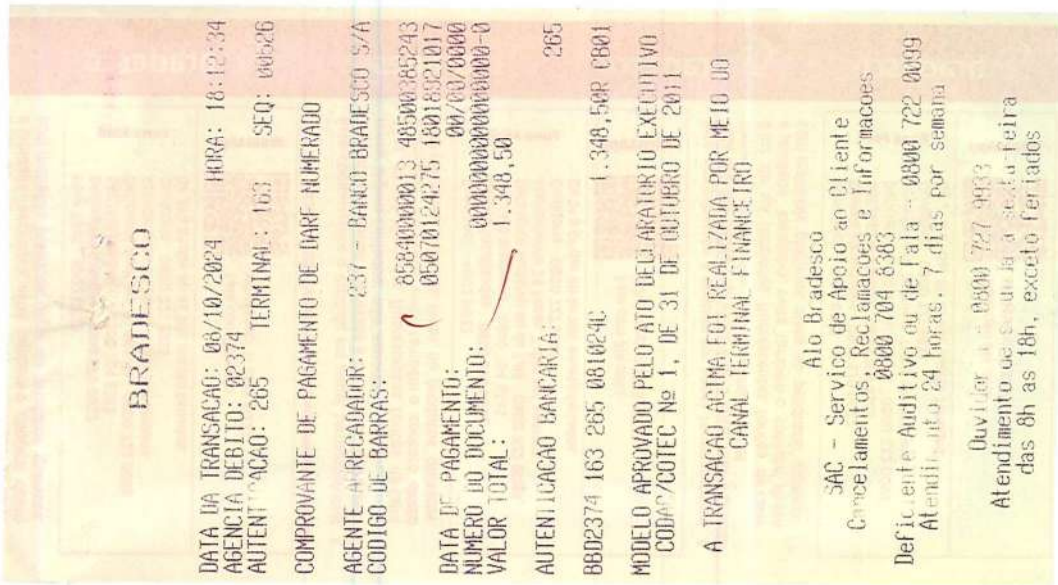 BRADESCO
DATA DA TRANSACAO: 08/10/2024 HORA: 18:12:34
AGENCIA DEBITO: 02374 TERMINAL: 163 SEQ: 00526
AUTENTICACAO: 265
COMPROVANTE DE PAGAMENTO DE DARF NUMERADO
AGENTE ARRECADADOR: 237 - BANCO BRADESCO S/A
CODIGO DE BARRAS:
85840000013 48500385243
05070124275 18018921017
DATA DE PAGAMENTO: 00/00/0000
NUMERO DO DOCUMENTO:
VALOR TOTAL: 1.348,50
AUTENTICACAO BANCARIA: 265
BBD2374 163 265 081024C 1.348,50R CB01
MODELO APROVADO PELO ATO DECLARATORIO EXECUTIVO
CODAC/COTEC Nº 1, DE 31 DE OUTUBRO DE 2011
A TRANSACAO ACIMA FOI REALIZADA POR MEIO DO
CANAL TERMINAL FINANCEIRO
Alo Bradesco
SAC - Servico de Apoio ao Cliente
Cancelamentos, Reclamacoes e Informacoes
0800 704 8383
Deficiente Auditivo ou de Fala - 0800 722 0099
Atendimento 24 horas, 7 dias por semana
Ouvidoria - 0800 727 9933
Atendimento de segunda a sexta-feira
das 8h as 18h, exceto feriados